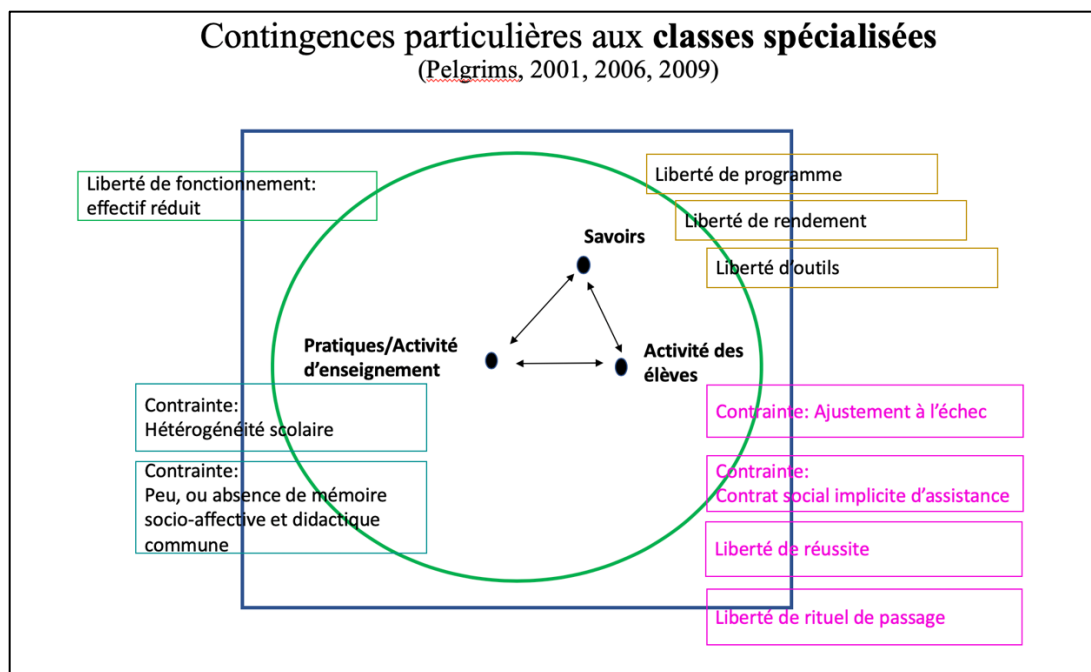 Contingences particulières aux classes spécialisées
(Pelgrims, 2001, 2006, 2009)
Liberté de fonctionnement:
effectif réduit
Liberté de programme
Liberté de rendement
Liberté d'outils
Savoirs
Pratiques/Activité
d'enseignement
Activité des
élèves
Contrainte:
Hétérogénéité scolaire
Contrainte:
Peu, ou absence de mémoire
socio-affective et didactique
commune
Contrainte: Ajustement à l'échec
Contrainte:
Contrat social implicite d'assistance
Liberté de réussite
Liberté de rituel de passage